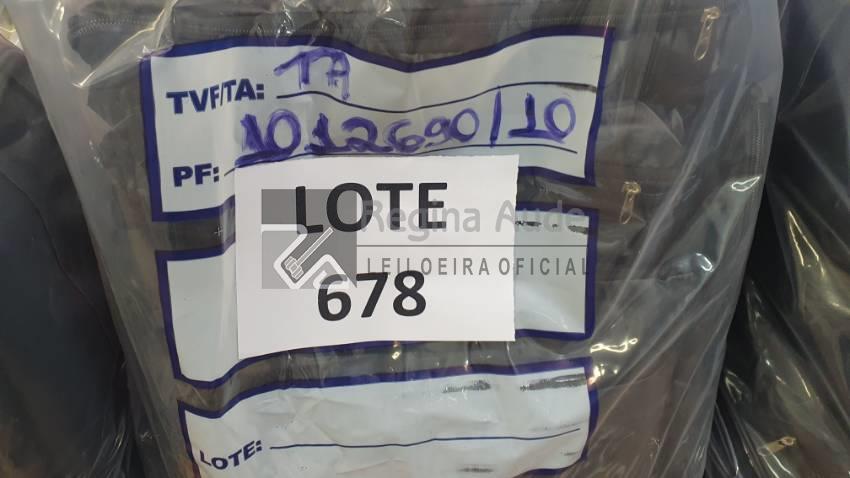 TVF/TA: TA
PF: 1012690/10
LOTE
Regina Aude
LEILOEIRA OFICIAL
678
LOTE: